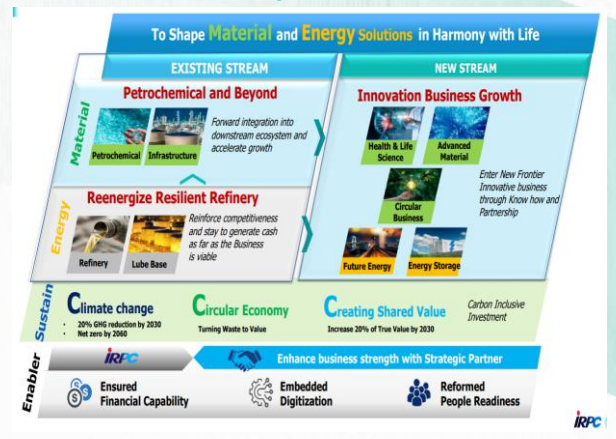 To Shape Material and Energy Solutions in Harmony with Life
EXISTING STREAM
NEW STREAM
Material
Petrochemical and Beyond
Petrochemical
Infrastructure
Forward integration into
downstream ecosystem and
accelerate growth
Energy
Reenergize Resilient Refinery
Refinery
Lube Base
Reinforce competitiveness
and stay to generate cash
as far as the Business
is viable
Innovation Business Growth
Health & Life
Science
Advanced
Material
Circular
Business
Enter New Frontier
Innovative business
through Know how and
Partnership
Future Energy
Energy Storage
Sustain
Climate change
• 20% GHG reduction by 2030
• Net zero by 2060
Circular Economy
Turning Waste to Value
Creating Shared Value
Increase 20% of True Value by 2030
Carbon Inclusive
Investment
Enabler
IRPC
Enhance business strength with Strategic Partner
Ensured
Financial Capability
Embedded
Digitization
Reformed
People Readiness
IRPC